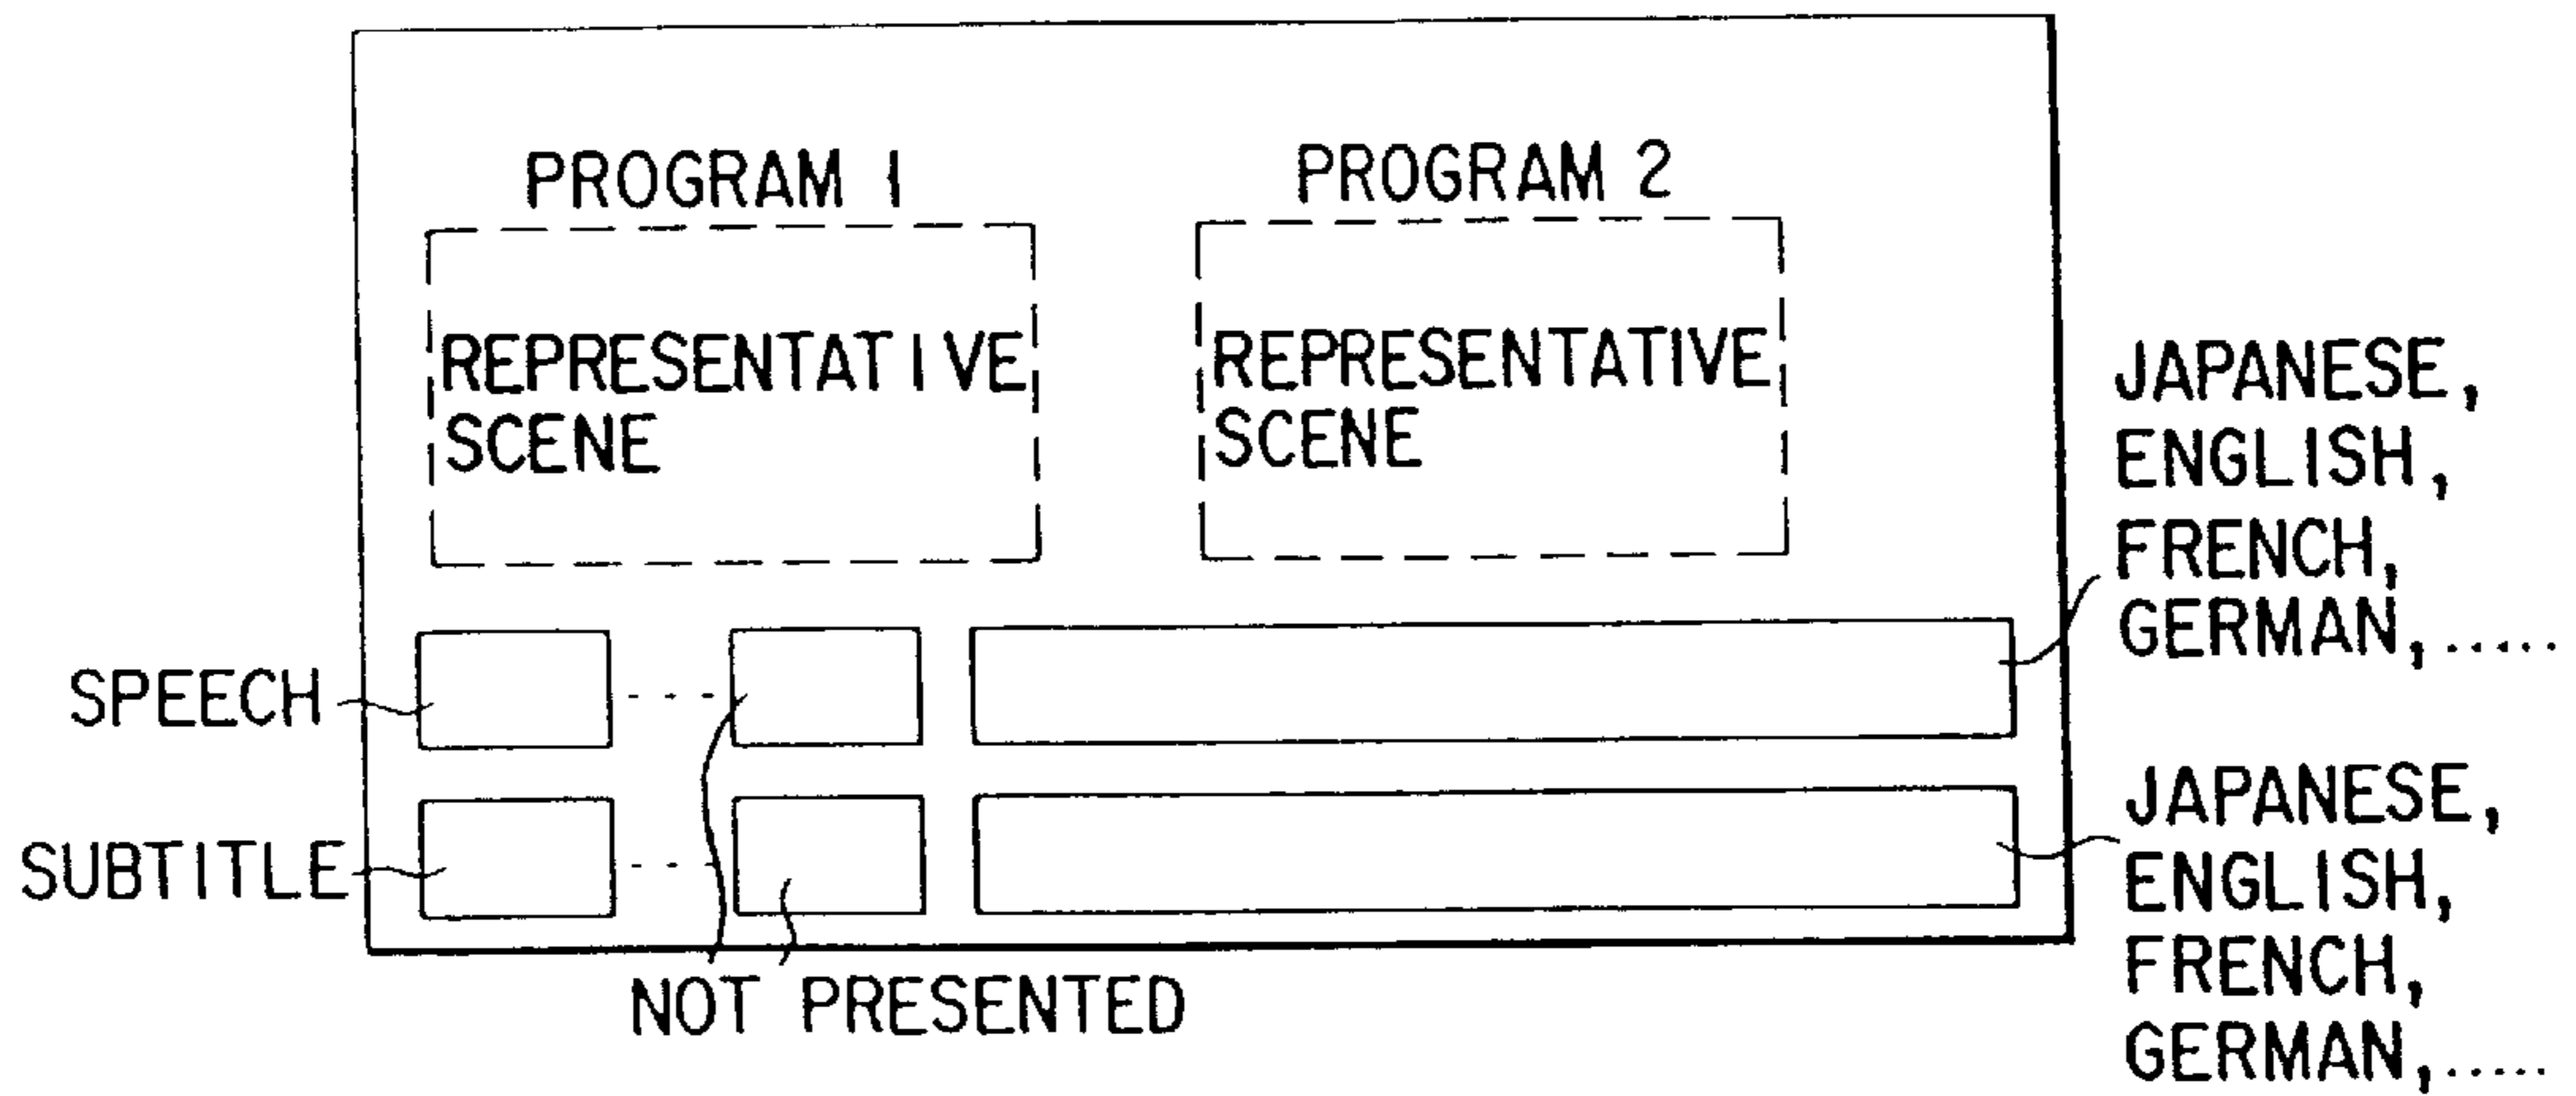 PROGRAM 1
PROGRAM 2
REPRESENTATIVE
SCENE
REPRESENTATIVE
SCENE
JAPANESE,
ENGLISH,
FRENCH,
GERMAN, .....
SPEECH
SUBTITLE
JAPANESE,
ENGLISH,
FRENCH,
GERMAN, .....
NOT PRESENTED